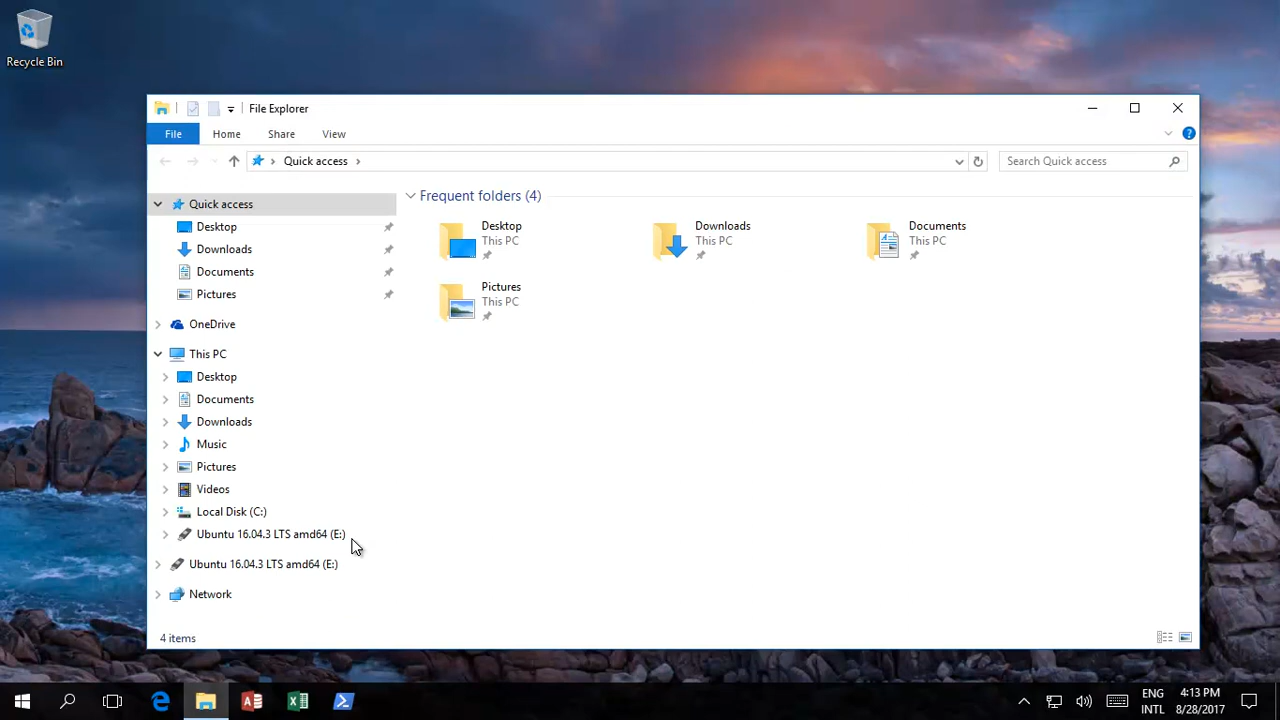 Recycle Bin
File Explorer
File Home Share View
Quick access
Search Quick access
Quick access
Desktop
Downloads
Documents
Pictures
OneDrive
This PC
Desktop
Documents
Downloads
Music
Pictures
Videos
Local Disk (C:)
Ubuntu 16.04.3 LTS amd64 (E:)
Ubuntu 16.04.3 LTS amd64 (E:)
Network
Frequent folders (4)
Desktop
This PC
Downloads
This PC
Documents
This PC
Pictures
This PC
4 items
ENG
INTL
4:13 PM
8/28/2017